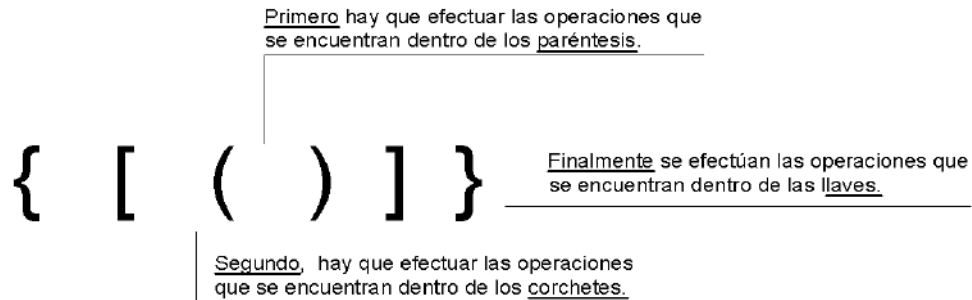 Primero hay que efectuar las operaciones que
se encuentran dentro de los paréntesis.
{ [ ( ) ] }
Finalmente se efectúan las operaciones que
se encuentran dentro de las llaves.
Segundo, hay que efectuar las operaciones
que se encuentran dentro de los corchetes.